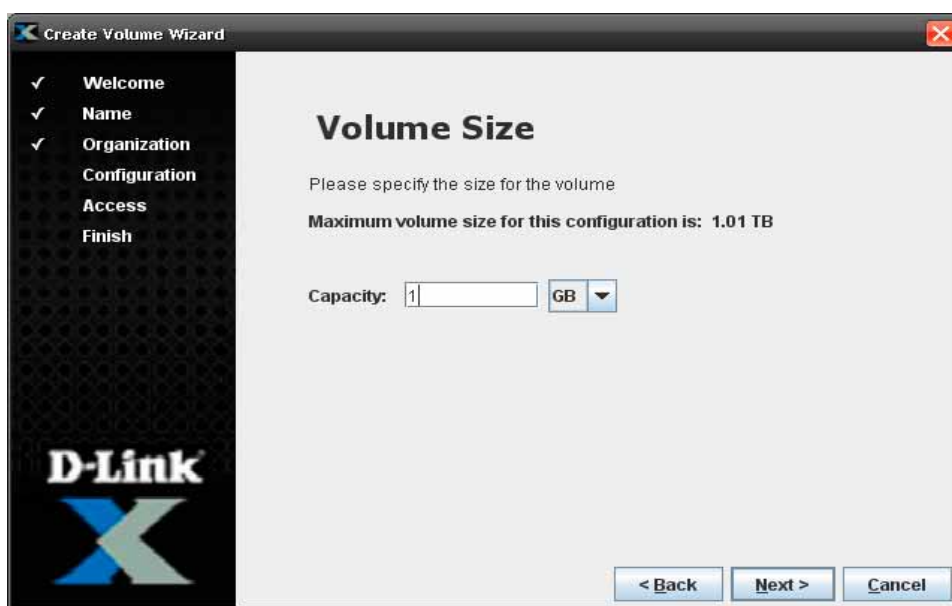 Create Volume Wizard
✓ Welcome
✓ Name
✓ Organization
Configuration
Access
Finish
D-Link
Volume Size
Please specify the size for the volume
Maximum volume size for this configuration is: 1.01 TB
Capacity: 1 GB
< Back Next > Cancel